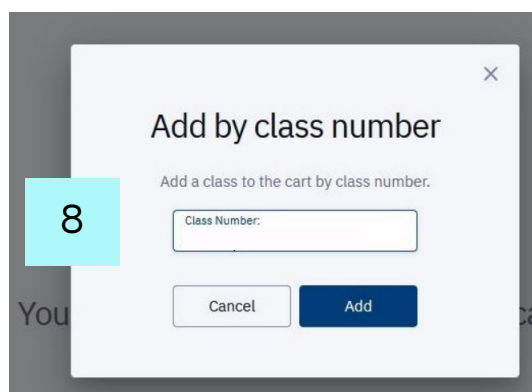 ×
Add by class number
Add a class to the cart by class number.
8
Class Number:
Cancel Add
You ca